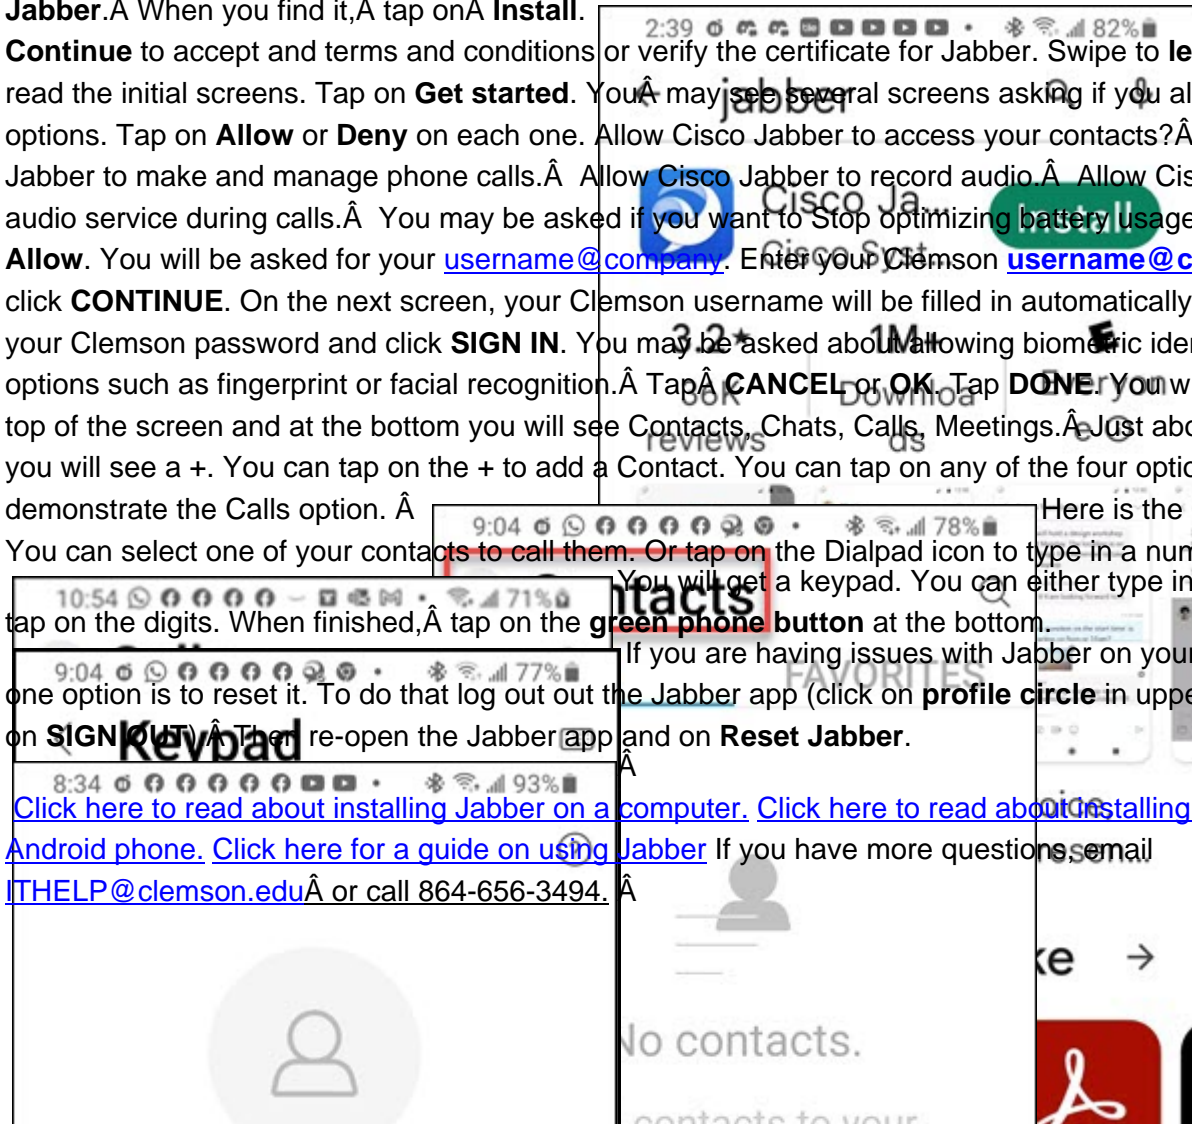 Jabber.Â When you find it,Â tap onÂ Install.
2:39 82%
Continue to accept and terms and conditions or verify the certificate for Jabber. Swipe to le
read the initial screens. Tap on Get started. YouÂ may see several screens asking if you al
jabber
options. Tap on Allow or Deny on each one. Allow Cisco Jabber to access your contacts?Â
Jabber to make and manage phone calls.Â Allow Cisco Jabber to record audio.Â Allow Cis
Cisco Ja...
Install
audio service during calls.Â You may be asked if you want to Stop optimizing battery usage
Cisco Syst...
Allow. You will be asked for your username@company. Enter your Clemson username@c
click CONTINUE. On the next screen, your Clemson username will be filled in automatically
3.2★ 1M+ E
your Clemson password and click SIGN IN. You may be asked about allowing biometric ider
options such as fingerprint or facial recognition.Â TapÂ CANCEL or OK. Tap DONE. You w
86K Downloa Everyon
top of the screen and at the bottom you will see Contacts, Chats, Calls, Meetings.Â Just abo
reviews ds e
you will see a +. You can tap on the + to add a Contact. You can tap on any of the four optic
demonstrate the Calls option. Â Here is the
9:04 78%
You can select one of your contacts to call them. Or tap on the Dialpad icon to type in a num
You will get a keypad. You can either type in
10:54 71%
ntacts
tap on the digits. When finished,Â tap on the green phone button at the bottom.
If you are having issues with Jabber on your
9:04 77%
FAVORITES
one option is to reset it. To do that log out out the Jabber app (click on profile circle in uppe
on SIGN OUT).Â Then re-open the Jabber app and on Reset Jabber.
Keypad
Â
8:34 93%
Click here to read about installing Jabber on a computer. Click here to read about installing
Android phone. Click here for a guide on using Jabber If you have more questions, email
ITHELP@clemson.eduÂ or call 864-656-3494. Â
ke →
No contacts.
contacts to your